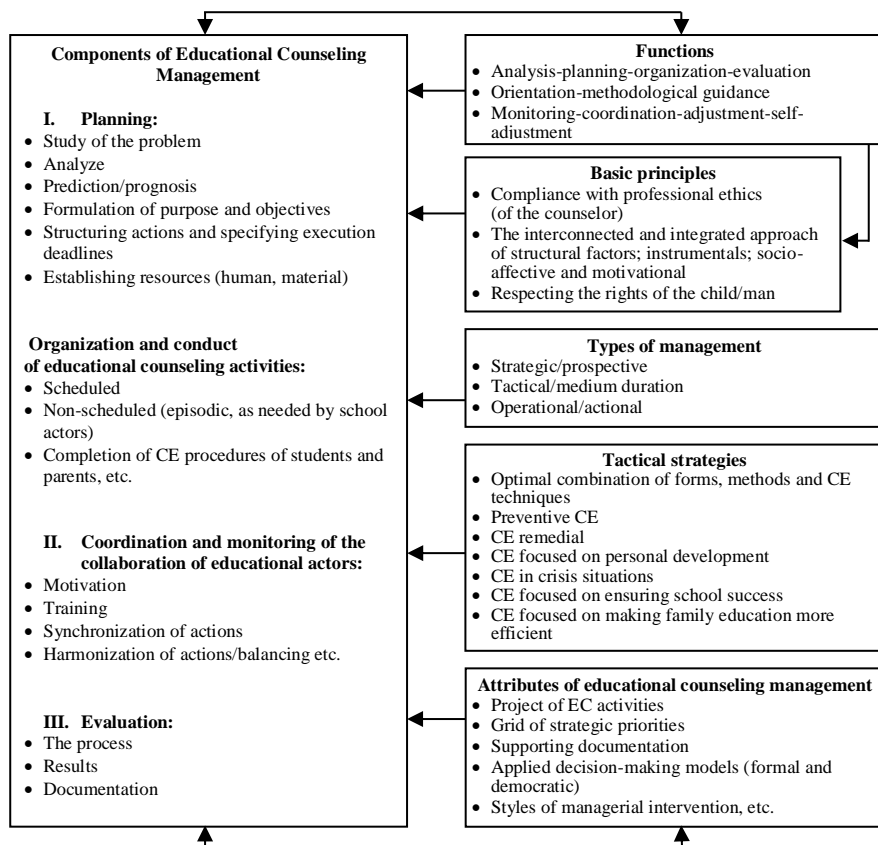 Components of Educational Counseling
Management
I. Planning:
• Study of the problem
• Analyze
• Prediction/prognosis
• Formulation of purpose and objectives
• Structuring actions and specifying execution
deadlines
• Establishing resources (human, material)
Organization and conduct
of educational counseling activities:
• Scheduled
• Non-scheduled (episodic, as needed by school
actors)
• Completion of CE procedures of students and
parents, etc.
II. Coordination and monitoring of the
collaboration of educational actors:
• Motivation
• Training
• Synchronization of actions
• Harmonization of actions/balancing etc.
III. Evaluation:
• The process
• Results
• Documentation
Functions
• Analysis-planning-organization-evaluation
• Orientation-methodological guidance
• Monitoring-coordination-adjustment-self-
adjustment
Basic principles
• Compliance with professional ethics
(of the counselor)
• The interconnected and integrated approach
of structural factors; instrumentals; socio-
affective and motivational
• Respecting the rights of the child/man
Types of management
• Strategic/prospective
• Tactical/medium duration
• Operational/actional
Tactical strategies
• Optimal combination of forms, methods and CE
techniques
• Preventive CE
• CE remedial
• CE focused on personal development
• CE in crisis situations
• CE focused on ensuring school success
• CE focused on making family education more
efficient
Attributes of educational counseling management
• Project of EC activities
• Grid of strategic priorities
• Supporting documentation
• Applied decision-making models (formal and
democratic)
• Styles of managerial intervention, etc.